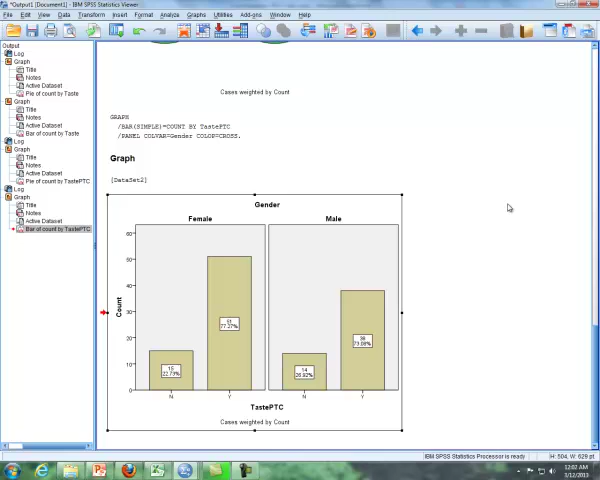 *Output1 [Document1] - IBM SPSS Statistics Viewer
File Edit View Data Transform Insert Format Analyze Graphs Utilities Add-ons Window Help
Output
Log
Graph
Title
Notes
Active Dataset
Pie of count by Taste
Graph
Title
Notes
Active Dataset
Bar of count by Taste
Log
Graph
Title
Notes
Active Dataset
Pie of count by TastePTC
Log
Graph
Title
Notes
Active Dataset
Bar of count by TastePTC
Cases weighted by Count
GRAPH
/BAR(SIMPLE)=COUNT BY TastePTC
/PANEL COLVAR=Gender COLOP=CROSS.
Graph
[DataSet2]
Gender
Female Male
60
50
40
30
20
10
0
Count
15
22.73%
51
77.27%
14
26.92%
38
73.08%
N Y N Y
TastePTC
Cases weighted by Count
IBM SPSS Statistics Processor is ready
H: 504, W: 629 pt.
12:02 AM
3/12/2013